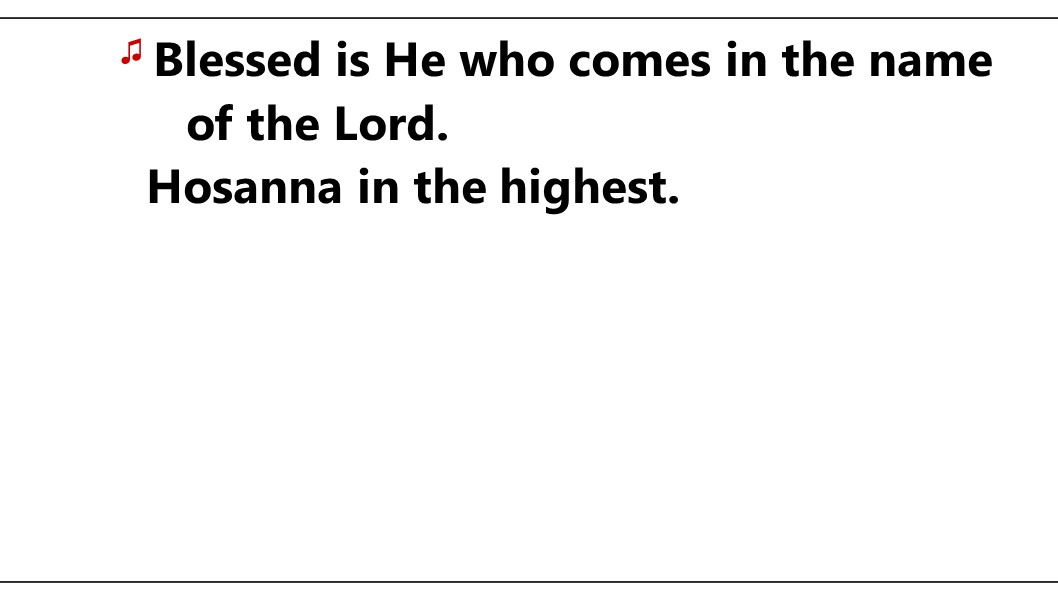 ♫ Blessed is He who comes in the name
of the Lord.
Hosanna in the highest.